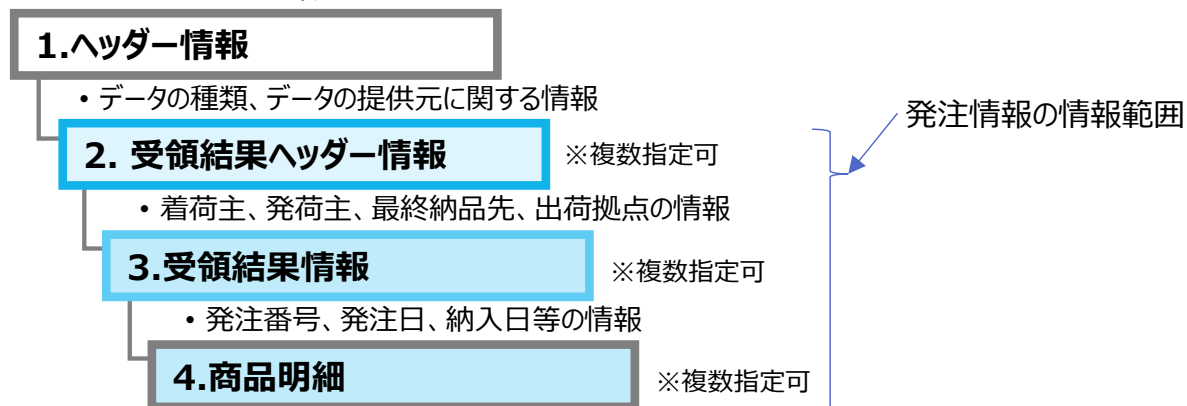 1.ヘッダー情報
• データの種類、データの提供元に関する情報
発注情報の情報範囲
2. 受領結果ヘッダー情報 ※複数指定可
• 着荷主、発荷主、最終納品先、出荷拠点の情報
3.受領結果情報 ※複数指定可
• 発注番号、発注日、納入日等の情報
4.商品明細 ※複数指定可